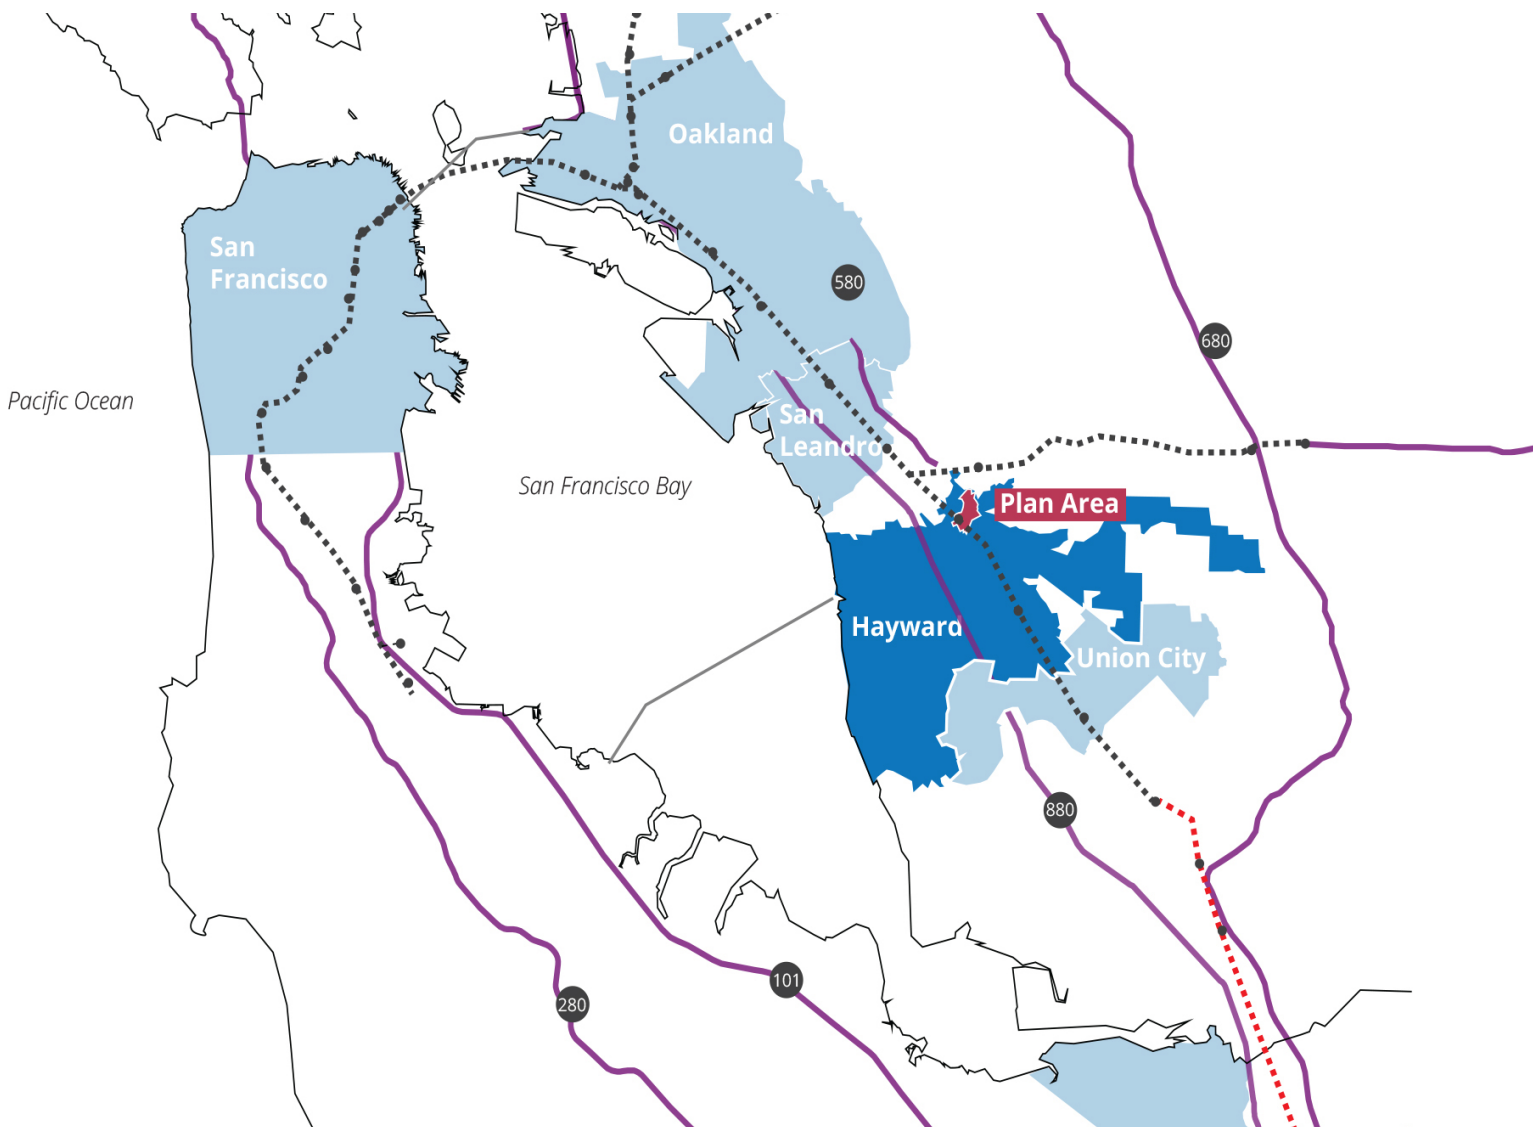 Oakland
San
Francisco
580
680
Pacific Ocean
San
Leandro
San Francisco Bay
Plan Area
Hayward
Union City
880
101
280